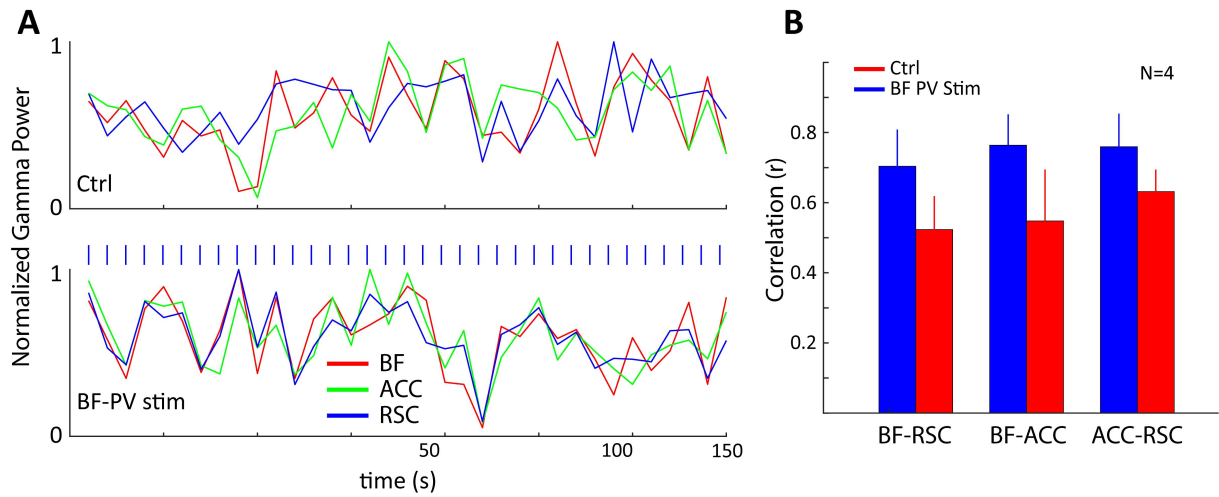 A
Normalized Gamma Power
1
Ctrl
0
1
BF
ACC
RSC
BF-PV stim
0
50 100 150
time (s)
B
Ctrl
BF PV Stim
N=4
Correlation (r)
0.8
0.6
0.4
0.2
BF-RSC BF-ACC ACC-RSC